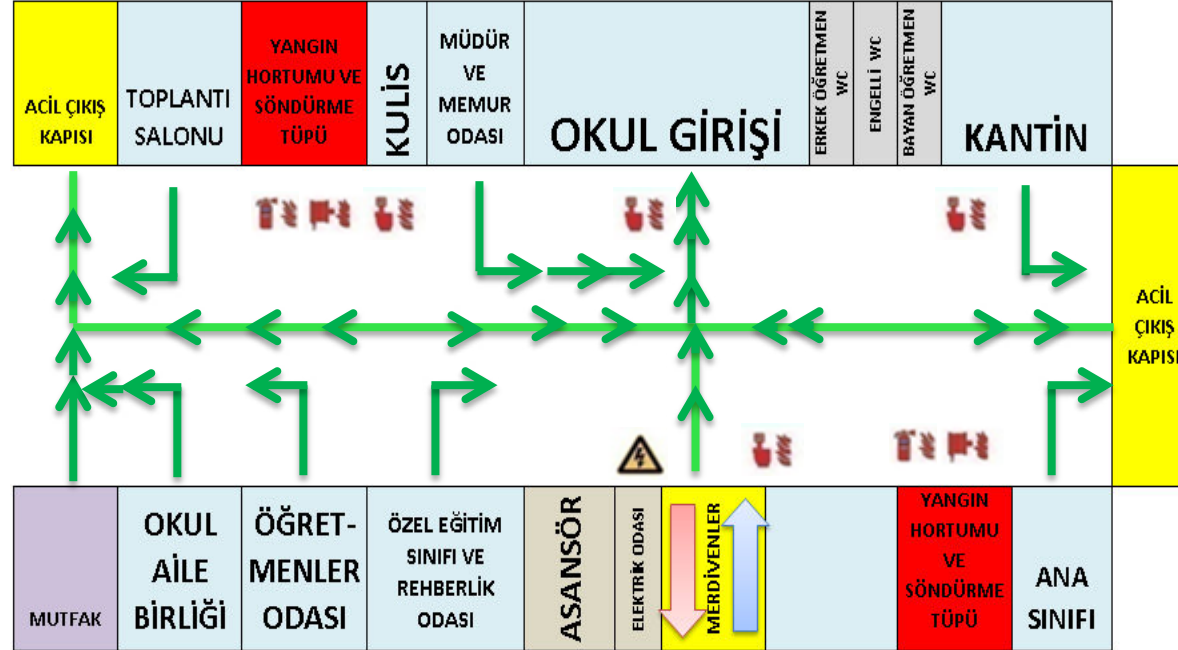 ACİL ÇIKIŞ
KAPISI
TOPLANTI
SALONU
YANGIN
HORTUMU VE
SÖNDÜRME
TÜPÜ
KULİS
MÜDÜR
VE
MEMUR
ODASI
OKUL GİRİŞİ
ERKEK ÖĞRETMEN
WC
ENGELLİ WC
BAYAN ÖĞRETMEN
WC
KANTİN
ACİL
ÇIKIŞ
KAPISI
MUTFAK
OKUL
AİLE
BİRLİĞİ
ÖĞRET-
MENLER
ODASI
ÖZEL EĞİTİM
SINIFI VE
REHBERLİK
ODASI
ASANSÖR
ELEKTRİK ODASI
MERDİVENLER
YANGIN
HORTUMU
VE
SÖNDÜRME
TÜPÜ
ANA
SINIFI